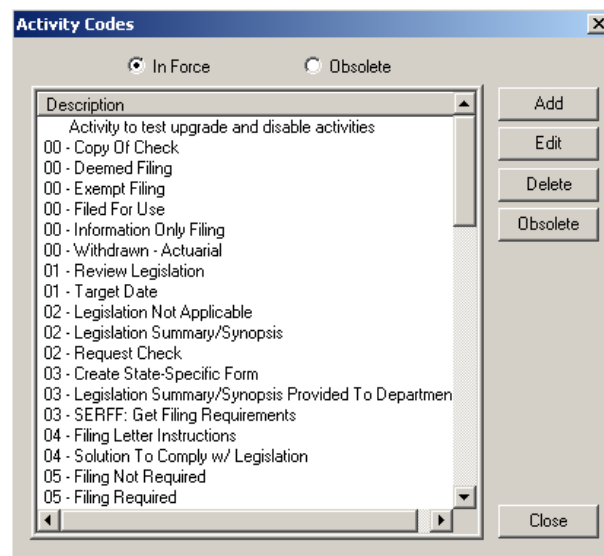 Activity Codes
In Force Obsolete
Description
Activity to test upgrade and disable activities
00 - Copy Of Check
00 - Deemed Filing
00 - Exempt Filing
00 - Filed For Use
00 - Information Only Filing
00 - Withdrawn - Actuarial
01 - Review Legislation
01 - Target Date
02 - Legislation Not Applicable
02 - Legislation Summary/Synopsis
02 - Request Check
03 - Create State-Specific Form
03 - Legislation Summary/Synopsis Provided To Departmen
03 - SERFF: Get Filing Requirements
04 - Filing Letter Instructions
04 - Solution To Comply w/ Legislation
05 - Filing Not Required
05 - Filing Required
Add
Edit
Delete
Obsolete
Close